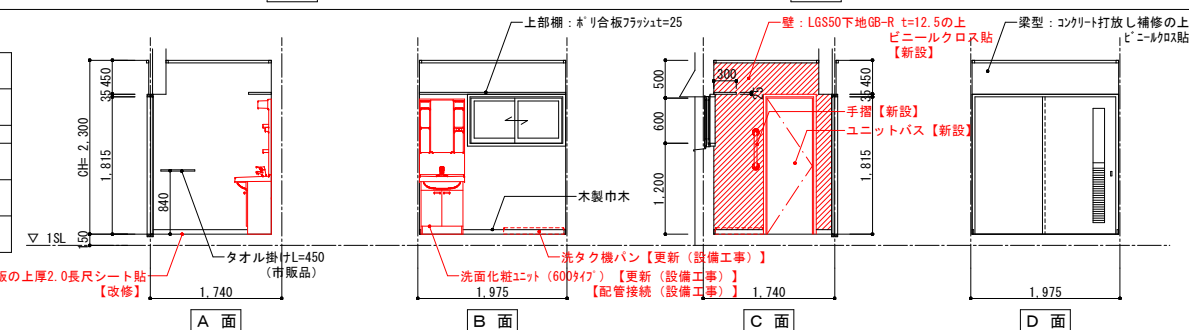 上部棚：ポリ合板フラッシュt=25
壁：LGS50下地GB-R t=12.5の上
ビニールクロス貼
【新設】
梁型：コンクリート打放し補修の上
ビニールクロス貼
450
35
CH= 2,300
1,815
840
150
▽ 1SL
タオル掛けL=450
（市販品）
板の上厚2.0長尺シート貼
【改修】
1,740
A 面
木製巾木
洗タク機パン【更新（設備工事）】
洗面化粧ユニット（600タイプ）【更新（設備工事）】
【配管接続（設備工事）】
1,975
B 面
500
600
1,200
300
25
手摺【新設】
ユニットバス【新設】
450
35
1,815
1,740
C 面
1,975
D 面